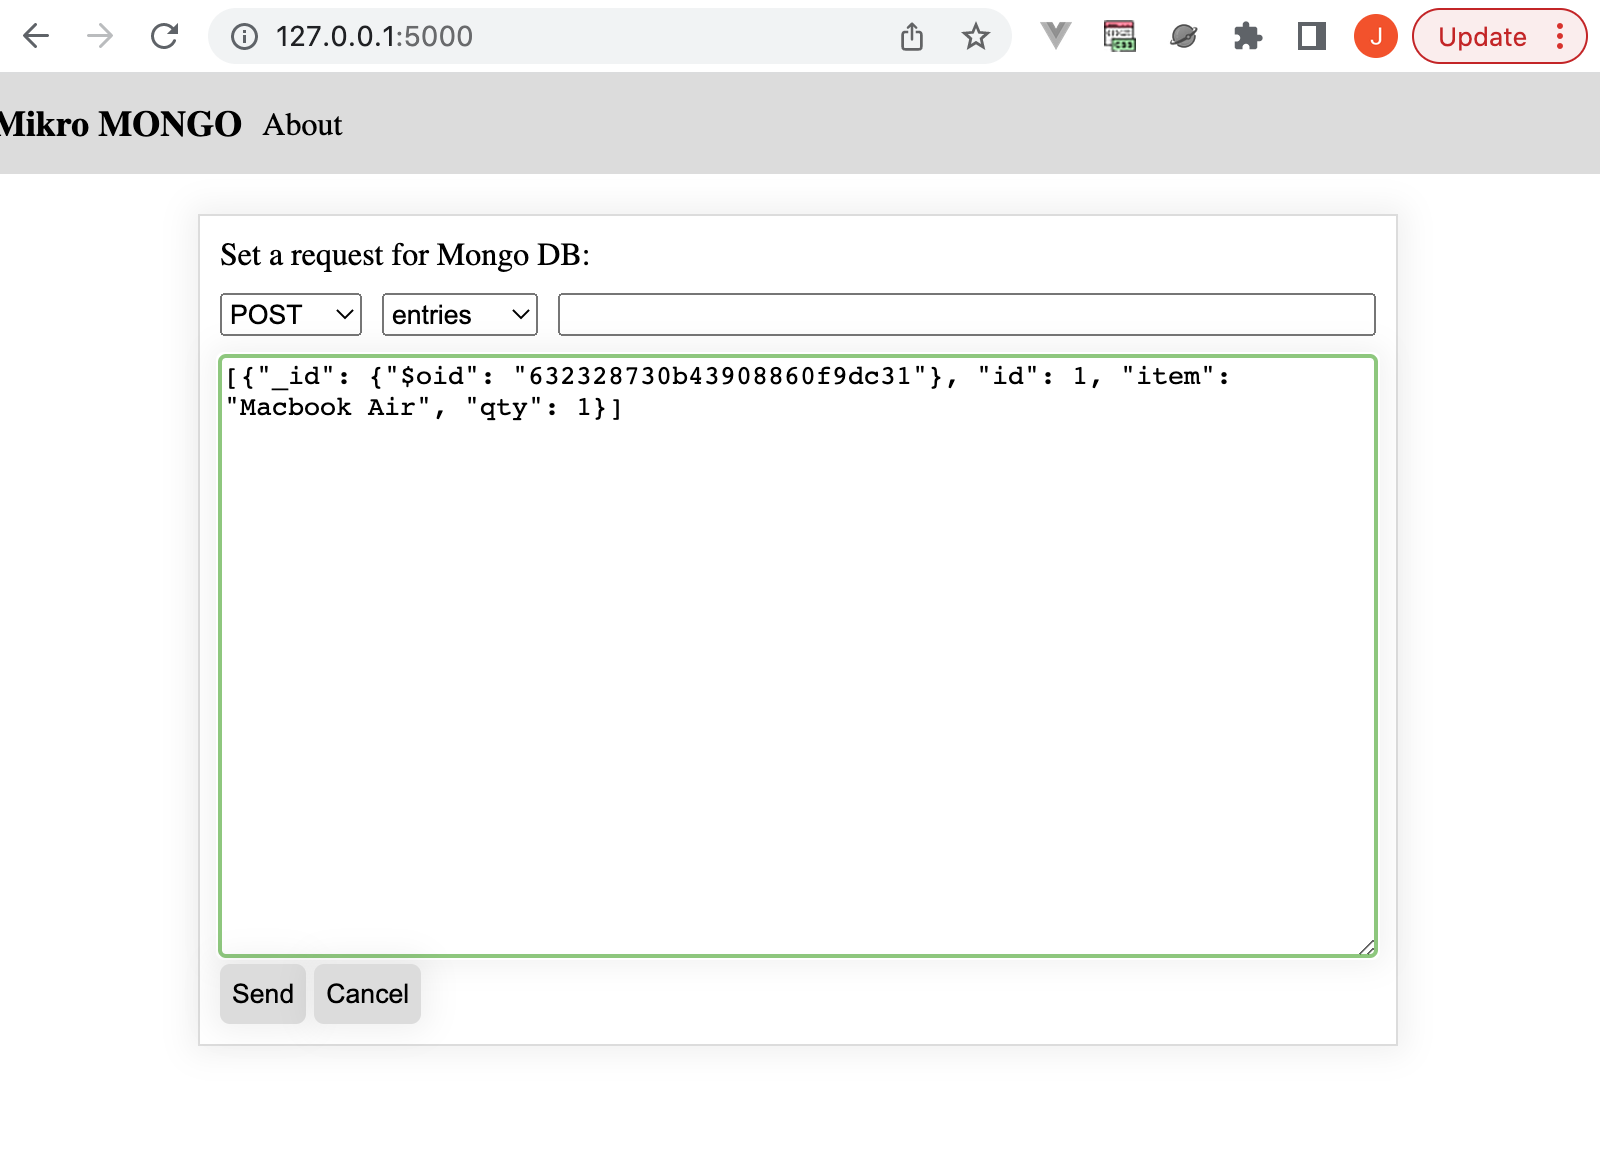 127.0.0.1:5000
J
Update
Mikro MONGO About
Set a request for Mongo DB:
POST entries
[{"_id": {"$oid": "632328730b43908860f9dc31"}, "id": 1, "item":
"Macbook Air", "qty": 1}]
Send Cancel